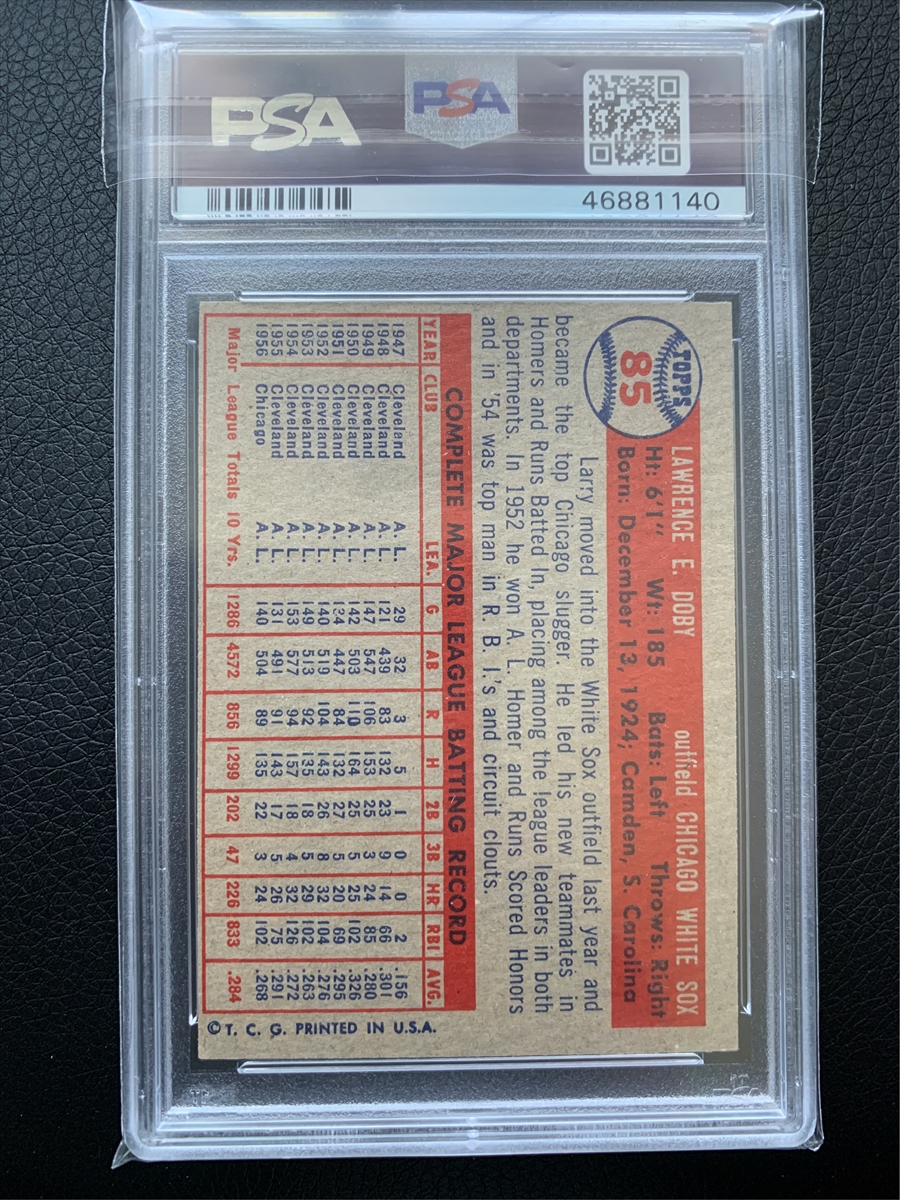 PSA
PSA
46881140
TOPPS
85
LAWRENCE E. DOBY outfield CHICAGO WHITE SOX
Ht: 6'1" Wt: 185 Bats: Left Throws: Right
Born: December 13, 1924; Camden, S. Carolina
Larry moved into the White Sox outfield last year and
became the top Chicago slugger. He led his new teammates in
Homers and Runs Batted In, placing among the league leaders in both
departments. In 1952 he won A. L. Homer and Runs Scored Honors
and in '54 was top man in R. B. I.'s and circuit clouts.
COMPLETE MAJOR LEAGUE BATTING RECORD
YEAR CLUB LEA. G AB R H 2B 3B HR RBI AVG.
1947 Cleveland A. L. 29 32 3 5 1 0 0 2 .156
1948 Cleveland A. L. 121 439 83 132 23 9 14 66 .301
1949 Cleveland A. L. 147 547 106 153 25 3 24 85 .280
1950 Cleveland A. L. 142 503 110 164 25 5 25 102 .326
1951 Cleveland A. L. 134 447 84 132 27 5 20 69 .295
1952 Cleveland A. L. 140 519 104 143 26 8 32 104 .276
1953 Cleveland A. L. 149 513 92 135 18 5 29 102 .263
1954 Cleveland A. L. 153 577 94 157 18 4 32 126 .272
1955 Cleveland A. L. 131 491 91 143 17 5 26 75 .291
1956 Chicago A. L. 140 504 89 135 22 3 24 102 .268
Major League Totals 10 Yrs. 1286 4572 856 1299 202 47 226 833 .284
© T. C. G. PRINTED IN U.S.A.